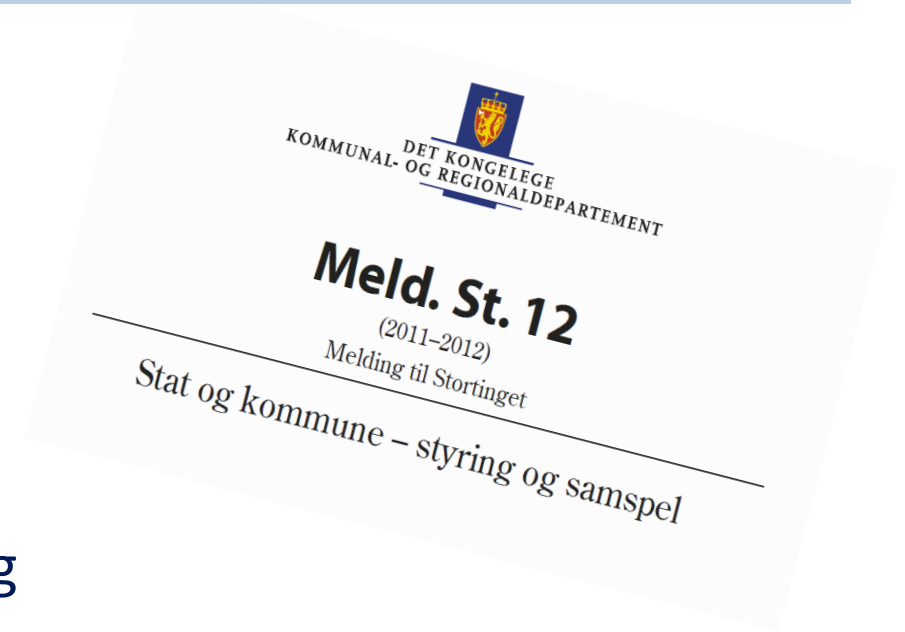 DET KONGELEGE
KOMMUNAL- OG REGIONALDEPARTEMENT
Meld. St. 12
(2011–2012)
Melding til Stortinget
Stat og kommune – styring og samspel
g